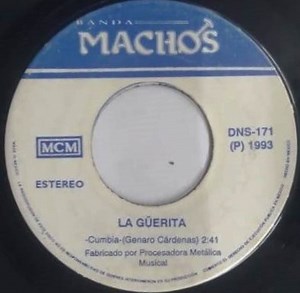 BANDA
MACHOS
MCM
DNS-171
(P) 1993
ESTEREO
LA GÜERITA
-Cumbia-(Genaro Cárdenas) 2:41
Fabricado por Procesadora Metálica
Musical